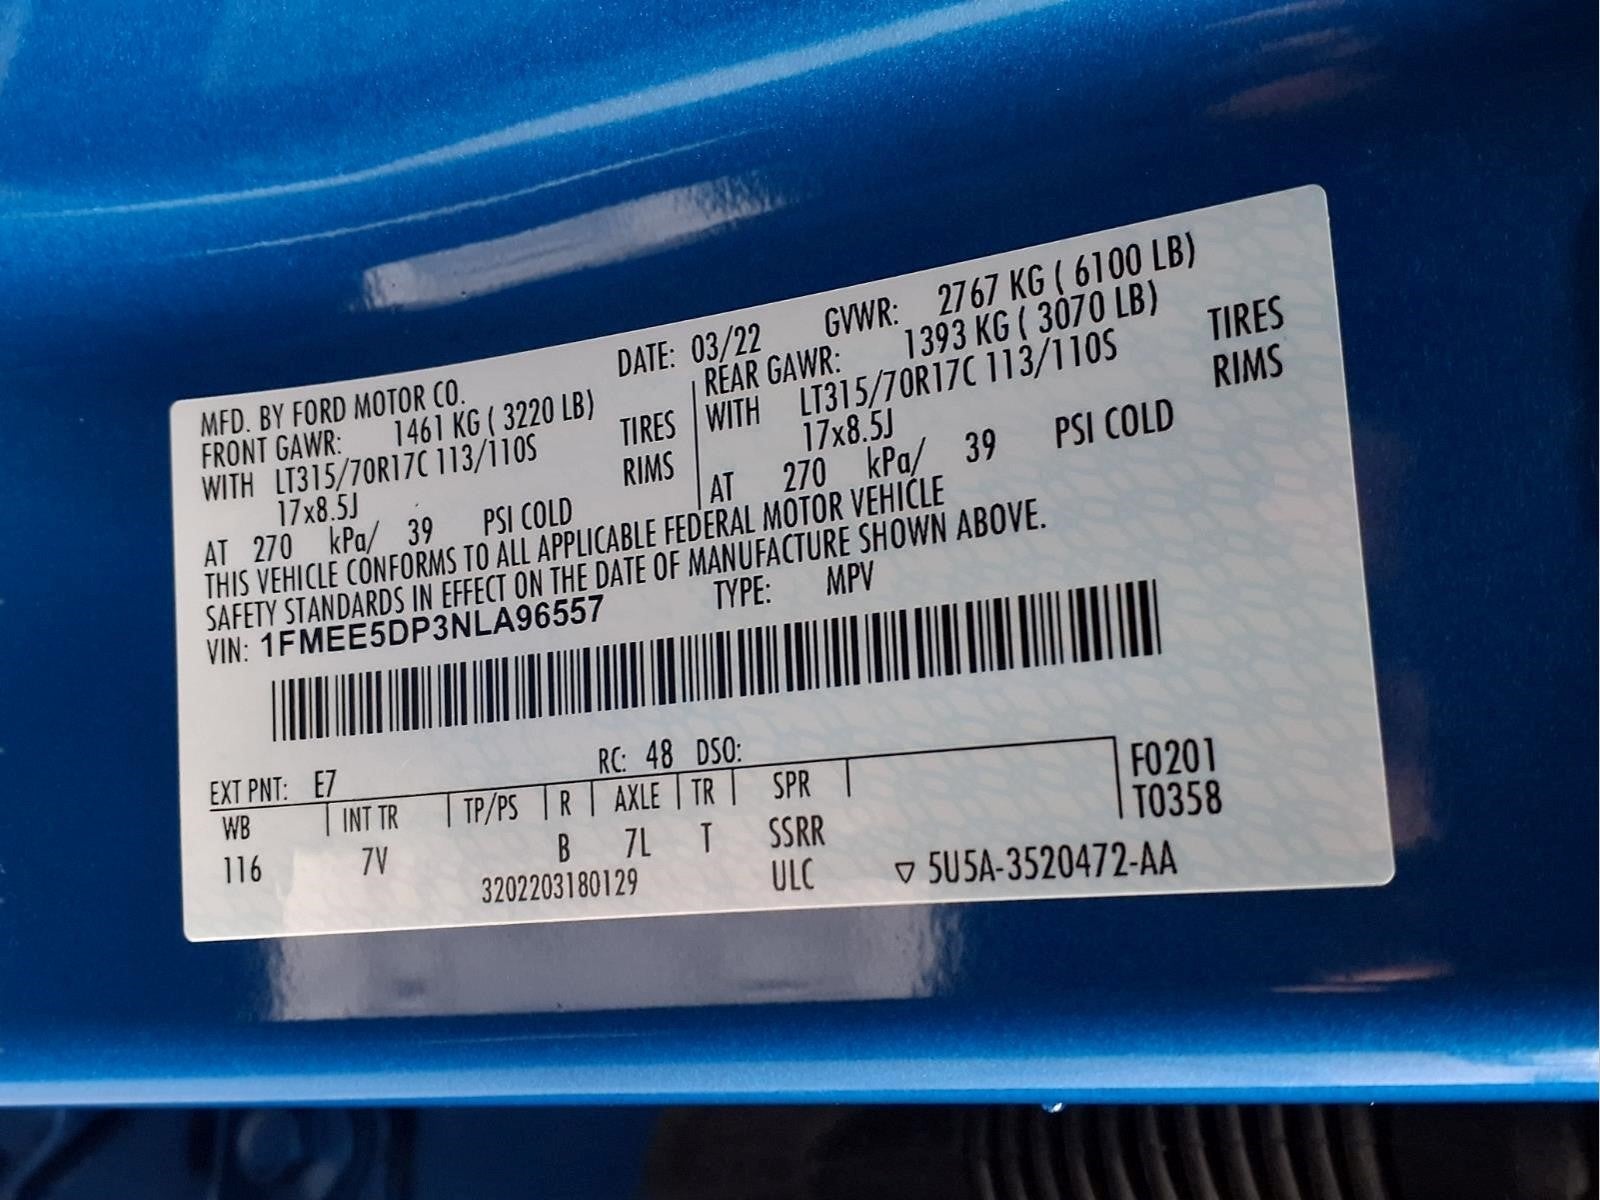 MFD. BY FORD MOTOR CO. DATE: 03/22 GVWR: 2767 KG ( 6100 LB)
FRONT GAWR: 1461 KG ( 3220 LB) REAR GAWR: 1393 KG ( 3070 LB)
WITH LT315/70R17C 113/110S TIRES WITH LT315/70R17C 113/110S TIRES
17x8.5J RIMS 17x8.5J RIMS
AT 270 kPa/ 39 PSI COLD AT 270 kPa/ 39 PSI COLD
THIS VEHICLE CONFORMS TO ALL APPLICABLE FEDERAL MOTOR VEHICLE
SAFETY STANDARDS IN EFFECT ON THE DATE OF MANUFACTURE SHOWN ABOVE.
VIN: 1FMEE5DP3NLA96557 TYPE: MPV
EXT PNT: E7 RC: 48 DSO: F0201
WB INT TR TP/PS R AXLE TR SPR T0358
116 7V B 7L T SSRR
3202203180129 ULC ▽ 5U5A-3520472-AA